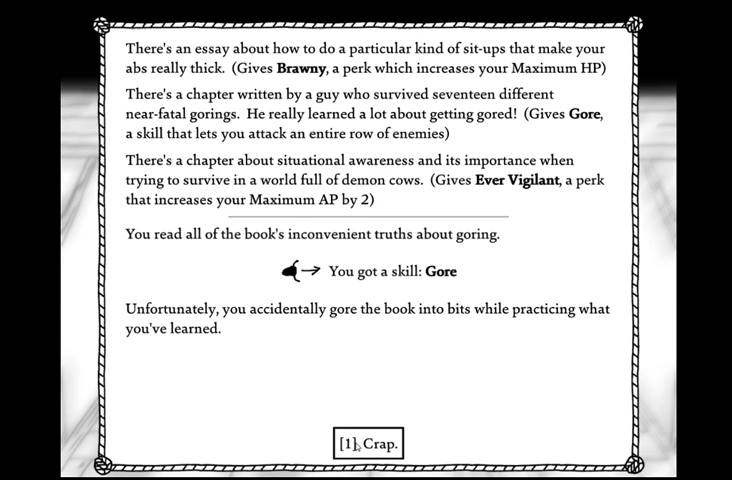 There's an essay about how to do a particular kind of sit-ups that make your
abs really thick. (Gives Brawny, a perk which increases your Maximum HP)
There's a chapter written by a guy who survived seventeen different
near-fatal gorings. He really learned a lot about getting gored! (Gives Gore,
a skill that lets you attack an entire row of enemies)
There's a chapter about situational awareness and its importance when
trying to survive in a world full of demon cows. (Gives Ever Vigilant, a perk
that increases your Maximum AP by 2)
You read all of the book's inconvenient truths about goring.
You got a skill: Gore
Unfortunately, you accidentally gore the book into bits while practicing what
you've learned.
[1] Crap.